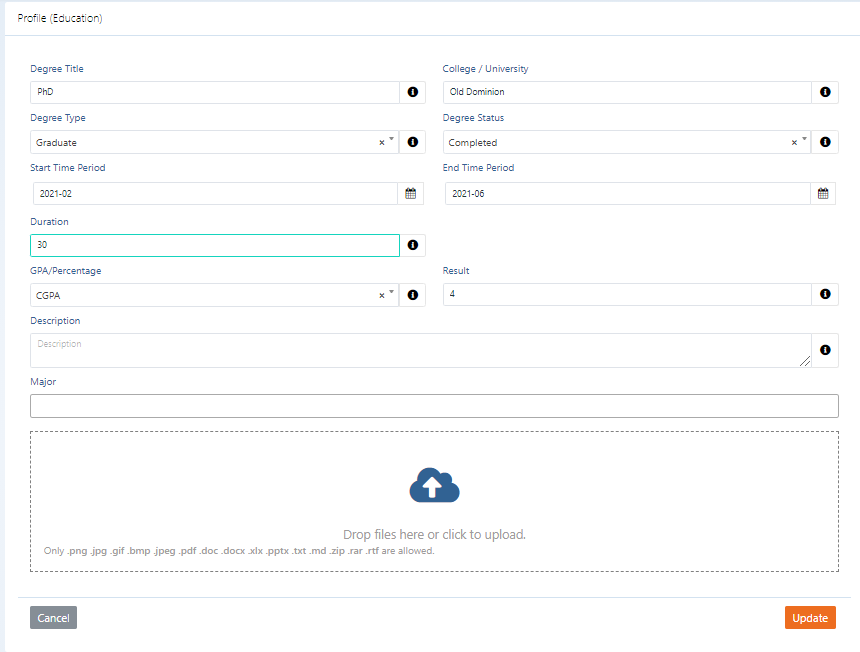 Profile (Education)
Degree Title
College / University
PhD
Old Dominion
Degree Type
Degree Status
Graduate
×
Completed
×
Start Time Period
End Time Period
2021-02
2021-06
Duration
30
GPA/Percentage
Result
CGPA
×
4
Description
Description
Major
Drop files here or click to upload.
Only .png .jpg .gif .bmp .jpeg .pdf .doc .docx .xlx .pptx .txt .md .zip .rar .rtf are allowed.
Cancel
Update